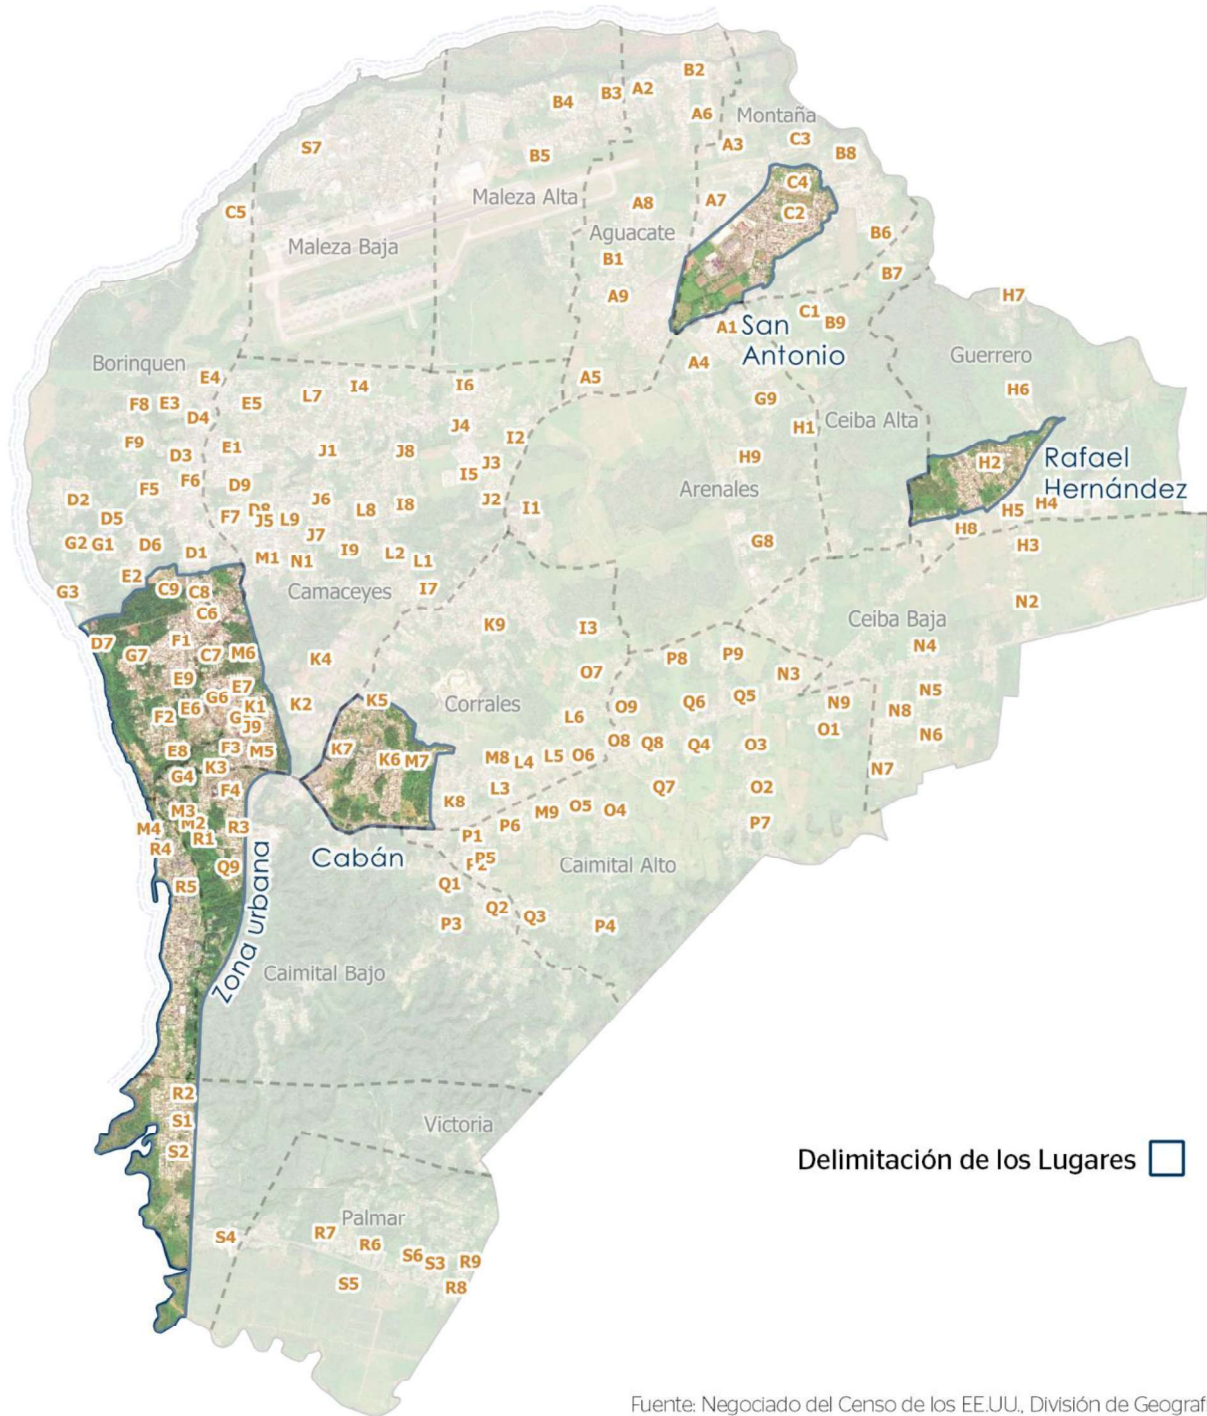 B2
B3
A2
B4
A6
Montaña
C3
A3
S7
B8
B5
C4
Maleza Alta
A8
A7
C5
C2
Aguacate
B6
Maleza Baja
B1
B7
A9
H7
C1
B9
A1
San
Antonio
Guerrero
Borinquen
A4
E4
A5
I4
I6
H6
L7
G9
F8
E3
E5
D4
Ceiba Alta
J4
H1
I2
F9
E1
J1
J8
D3
H9
J3
H2
Rafael
Hernández
I5
F6
D9
F5
Arenales
D2
J6
J2
I8
H4
D8
L8
I1
H5
D5
F7
J5
L9
H8
J7
G8
G2
G1
D6
H3
I9
D1
L2
M1
N1
L1
E2
C9
C8
I7
G3
Camaceyes
N2
C6
Ceiba Baja
K9
I3
D7
F1
N4
G7
C7
M6
K4
P8
P9
O7
N3
E9
E7
N5
G6
Q5
K5
K2
K1
Corrales
Q6
N9
E6
O9
N8
F2
L6
J9
O1
N6
K7
F3
O8
Q8
Q4
O3
E8
M5
M8
L5
O6
K6
M7
L4
K3
N7
G4
F4
L3
Q7
O2
K8
O5
M3
M9
O4
M2
M4
R3
P6
P7
P1
R1
R4
Cabán
P5
Caimital Alto
Q9
P2
R5
Q1
Zona urbana
Q2
Q3
P3
P4
Caimital Bajo
R2
S1
Victoria
S2
Delimitación de los Lugares
Palmar
R7
S4
R6
S6
S3
R9
S5
R8
Fuente: Negociado del Censo de los EE.UU., División de Geograf